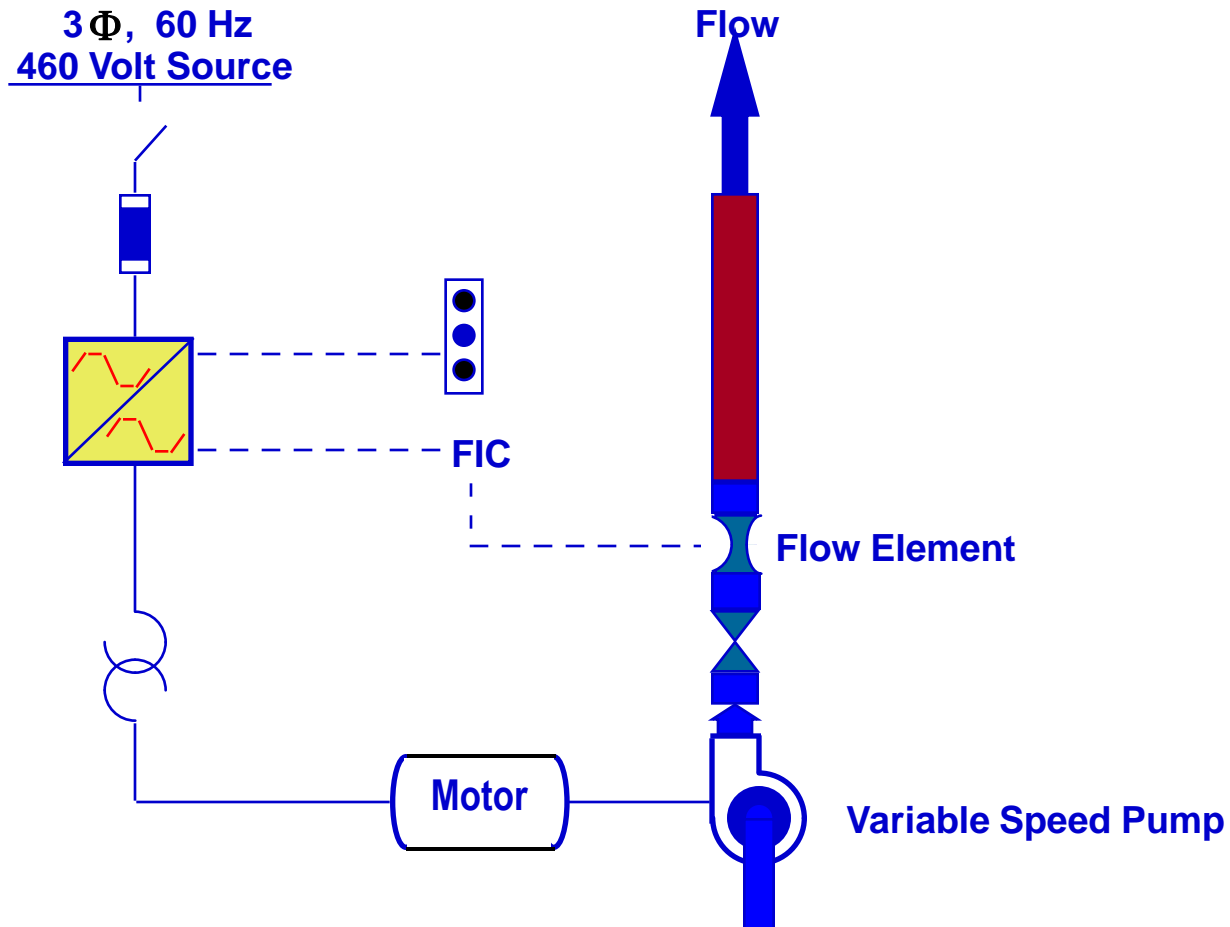 3 Φ, 60 Hz
460 Volt Source
Flow
FIC
Flow Element
Motor
Variable Speed Pump